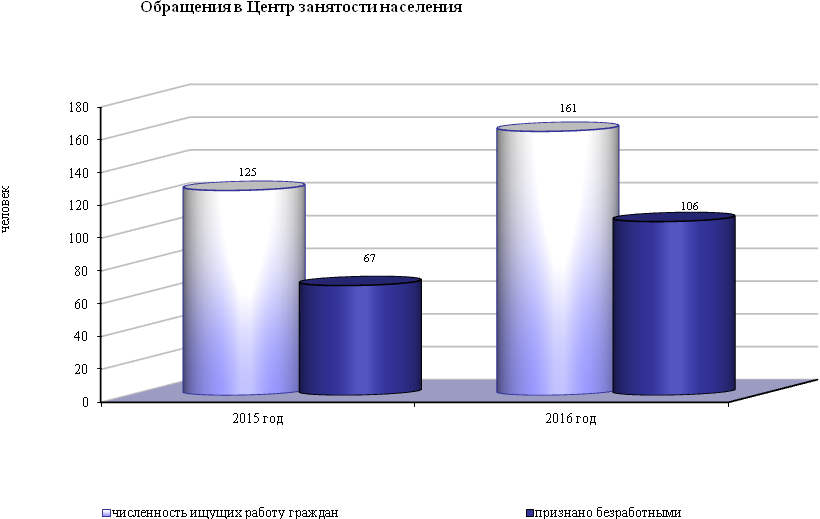 Обращения в Центр занятости населения
человек
180
160
140
120
100
80
60
40
20
0
125
67
161
106
2015 год
2016 год
численность ищущих работу граждан
признано безработными